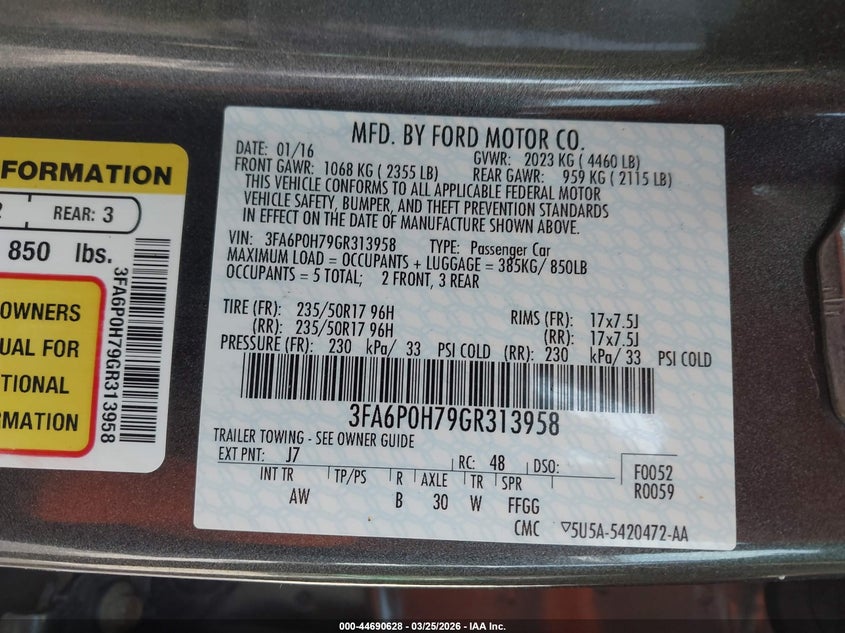 FORMATION
REAR: 3
850 lbs.
OWNERS
UAL FOR
TIONAL
RMATION
3FA6P0H79GR313958
MFD. BY FORD MOTOR CO.
DATE: 01/16 GVWR: 2023 KG ( 4460 LB)
FRONT GAWR: 1068 KG ( 2355 LB) REAR GAWR: 959 KG ( 2115 LB)
THIS VEHICLE CONFORMS TO ALL APPLICABLE FEDERAL MOTOR
VEHICLE SAFETY, BUMPER, AND THEFT PREVENTION STANDARDS
IN EFFECT ON THE DATE OF MANUFACTURE SHOWN ABOVE.
VIN: 3FA6P0H79GR313958 TYPE: Passenger Car
MAXIMUM LOAD = OCCUPANTS + LUGGAGE = 385KG/ 850LB
OCCUPANTS = 5 TOTAL; 2 FRONT, 3 REAR
TIRE (FR): 235/50R17 96H RIMS (FR): 17x7.5J
(RR): 235/50R17 96H (RR): 17x7.5J
PRESSURE (FR): 230 kPa/ 33 PSI COLD (RR): 230 kPa/ 33 PSI COLD
3FA6P0H79GR313958
TRAILER TOWING - SEE OWNER GUIDE
EXT PNT: J7 RC: 48 DSO: F0052
INT TR TP/PS R AXLE TR SPR R0059
AW B 30 W FFGG
CMC ▽5U5A-5420472-AA
000-44690628 - 03/25/2026 - IAA Inc.